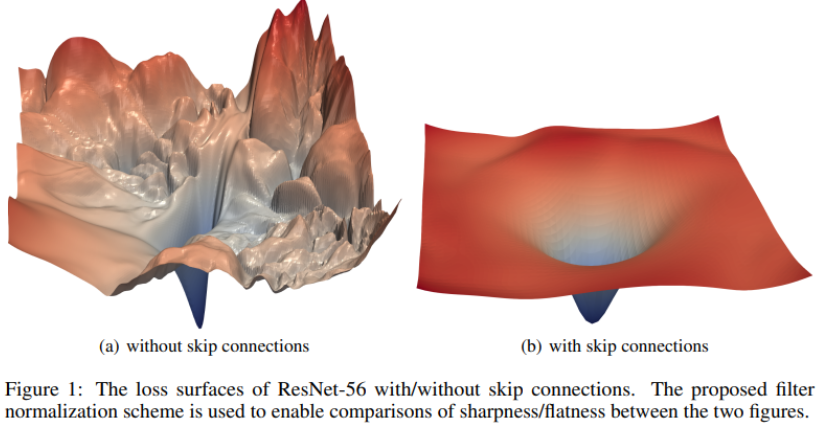 (a) without skip connections
(b) with skip connections
Figure 1: The loss surfaces of ResNet-56 with/without skip connections. The proposed filter
normalization scheme is used to enable comparisons of sharpness/flatness between the two figures.